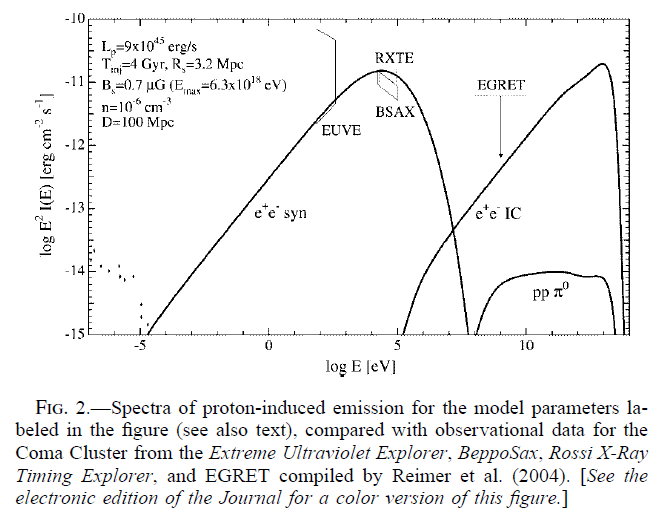 L_p=9x10^45 erg/s
T_inj=4 Gyr, R_s=3.2 Mpc
B_s=0.7 μG (E_max=6.3x10^18 eV)
n=10^-6 cm^-3
D=100 Mpc
RXTE
EGRET
BSAX
EUVE
e^+e^- syn
e^+e^- IC
pp π^0
-10
-11
-12
-13
-14
-15
log E^2 I(E) [erg cm^-2 s^-1]
-5
0
5
10
log E [eV]
FIG. 2.—Spectra of proton-induced emission for the model parameters la-
beled in the figure (see also text), compared with observational data for the
Coma Cluster from the Extreme Ultraviolet Explorer, BeppoSax, Rossi X-Ray
Timing Explorer, and EGRET compiled by Reimer et al. (2004). [See the
electronic edition of the Journal for a color version of this figure.]